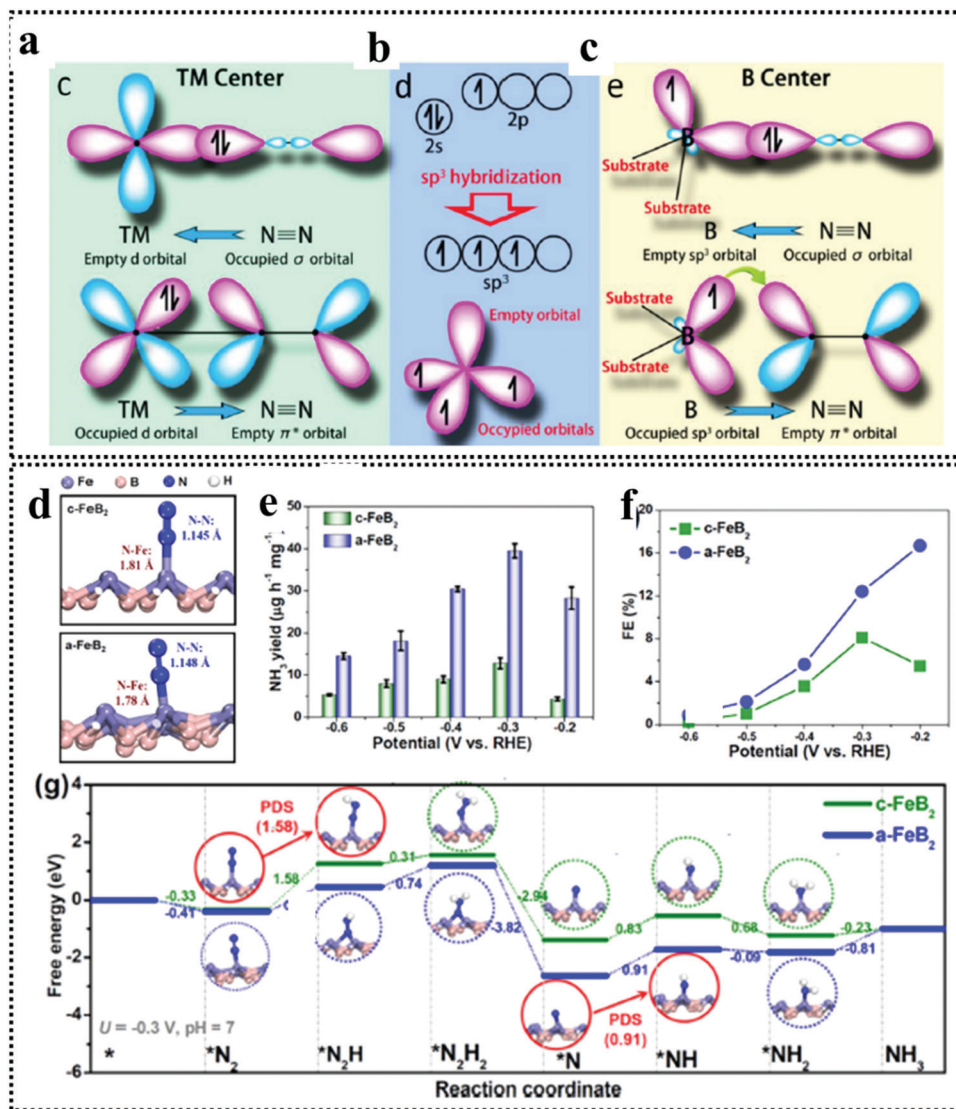 a
b
c
c
TM Center
TM
N≡N
Empty d orbital
Occupied σ orbital
TM
N≡N
Occupied d orbital
Empty π* orbital
d
2s
2p
sp³ hybridization
sp³
Empty orbital
Occypied orbitals
e
B Center
B
Substrate
Substrate
B
N≡N
Empty sp³ orbital
Occupied σ orbital
Substrate
B
Substrate
B
N≡N
Occupied sp³ orbital
Empty π* orbital
d
Fe B N H
c-FeB₂
N-N:
1.145 Å
N-Fe:
1.81 Å
a-FeB₂
N-N:
1.148 Å
N-Fe:
1.78 Å
e
c-FeB₂
a-FeB₂
NH₃ yield (μg h⁻¹ mg⁻¹
50
40
30
20
10
0
-0.6 -0.5 -0.4 -0.3 -0.2
Potential (V vs. RHE)
f
c-FeB₂
a-FeB₂
FE (%)
20
16
12
8
4
0
-0.6 -0.5 -0.4 -0.3 -0.2
Potential (V vs. RHE)
(g)
c-FeB₂
a-FeB₂
Free energy (eV)
4
2
0
-2
-4
-6
PDS
(1.58)
-0.33
-0.41
1.58
0.31
0.74
-2.94
-3.82
0.83
0.91
0.68
-0.09
-0.23
-0.81
PDS
(0.91)
U = -0.3 V, pH = 7
* *N₂ *N₂H *N₂H₂ *N *NH *NH₂ NH₃
Reaction coordinate